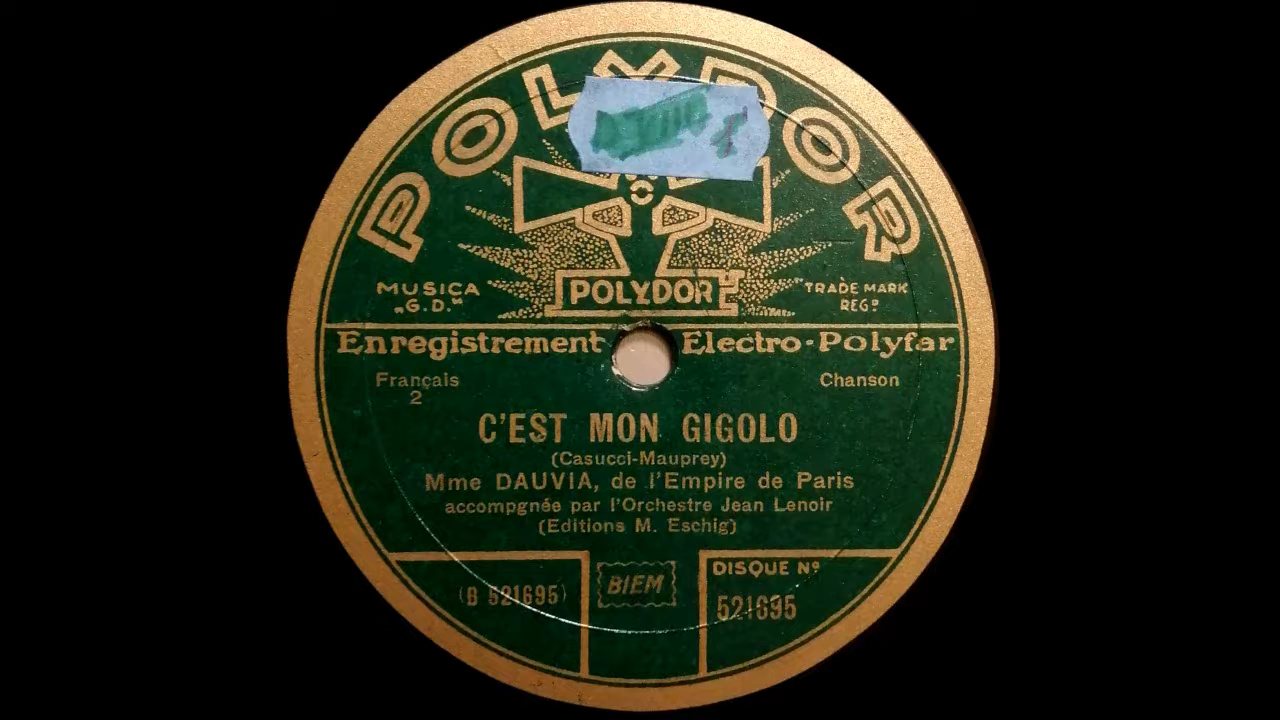 POLYDOR
POLYDOR
MUSICA
„G.D."
TRADE MARK
REGD
Enregistrement Electro-Polyfar
Français
2
Chanson
C'EST MON GIGOLO
(Casucci-Mauprey)
Mme DAUVIA, de l'Empire de Paris
accompgnée par l'Orchestre Jean Lenoir
(Editions M. Eschig)
(B 521695)
BIEM
DISQUE No
521695